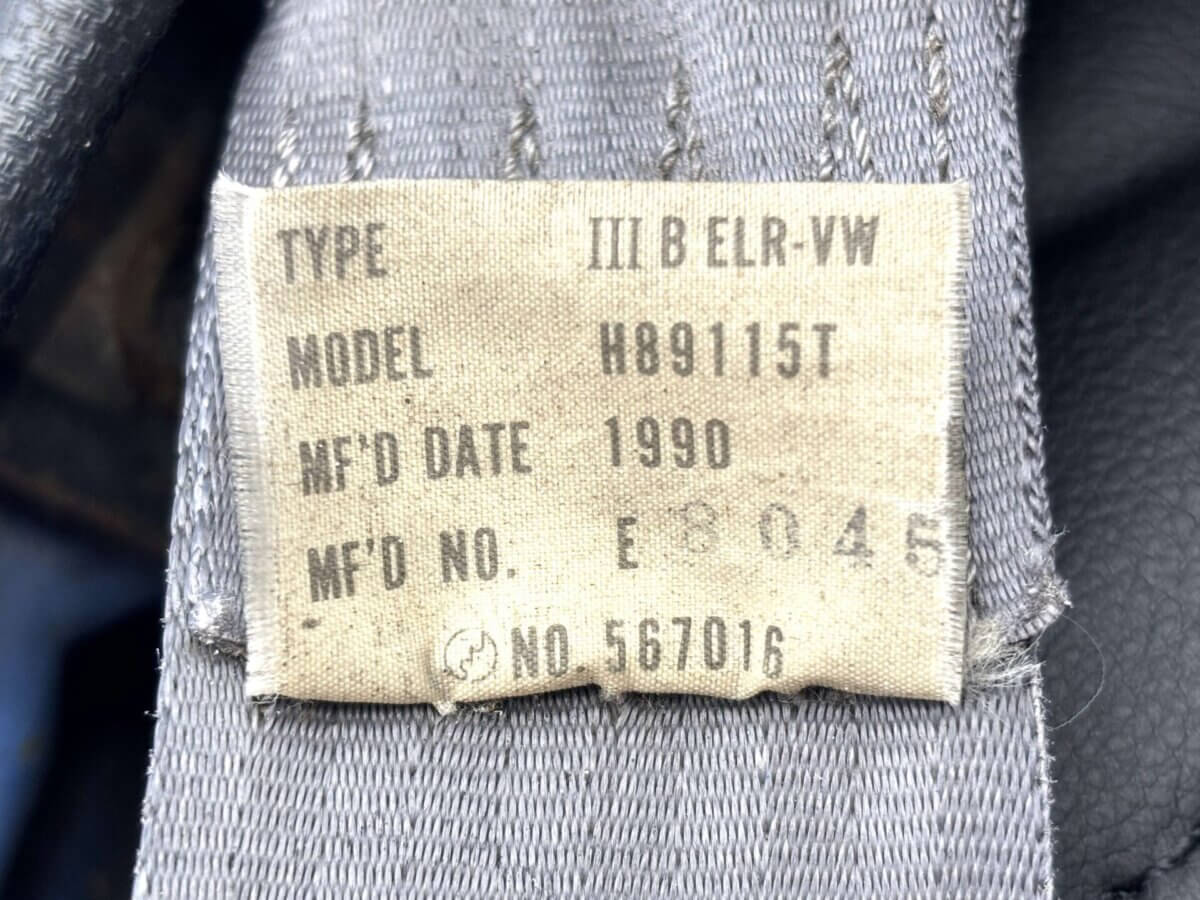 TYPE III B ELR-VW
MODEL H89115T
MF'D DATE 1990
MF'D NO. E 8045
NO. 567016